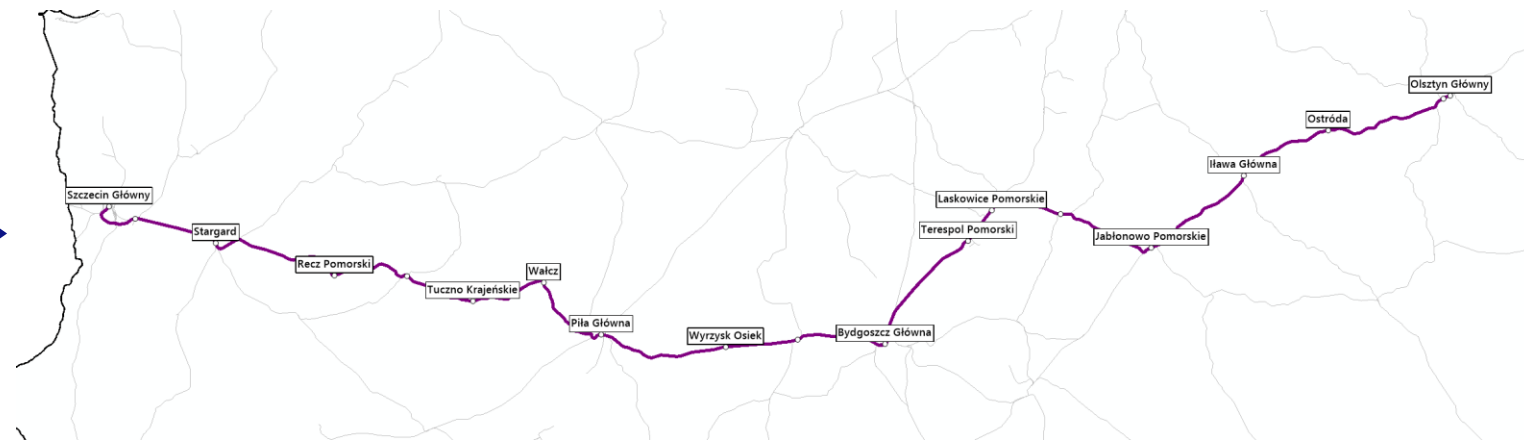 Szczecin Główny
Stargard
Recz Pomorski
Tuczno Krajeńskie
Wałcz
Piła Główna
Wyrzysk Osiek
Bydgoszcz Główna
Terespol Pomorski
Laskowice Pomorskie
Jabłonowo Pomorskie
Iława Główna
Ostróda
Olsztyn Główny